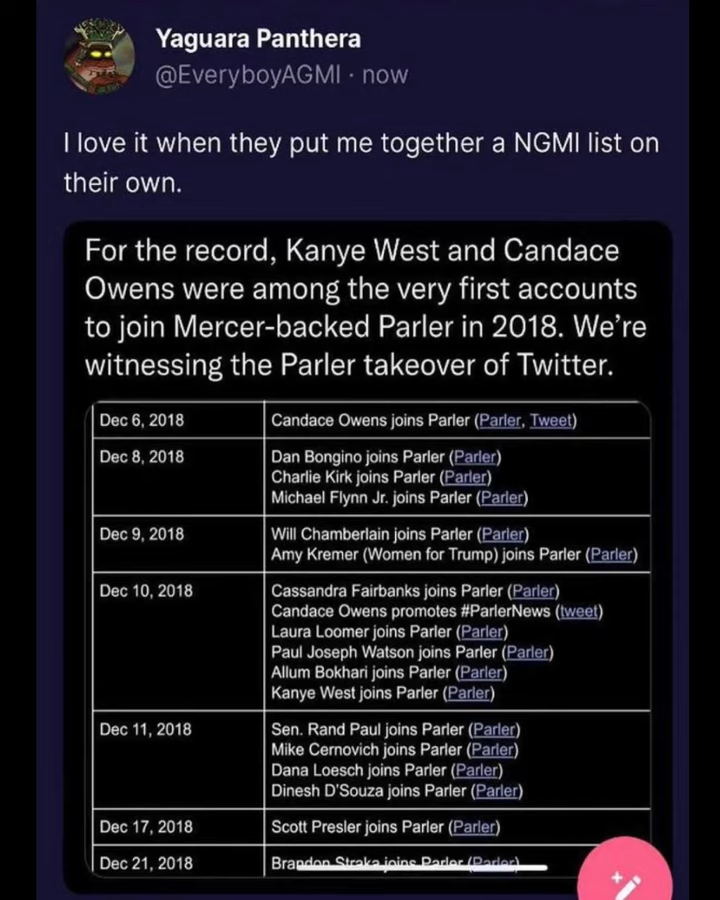 Yaguara Panthera
@EveryboyAGMI · now
I love it when they put me together a NGMI list on
their own.
For the record, Kanye West and Candace
Owens were among the very first accounts
to join Mercer-backed Parler in 2018. We’re
witnessing the Parler takeover of Twitter.
Dec 6, 2018 Candace Owens joins Parler (Parler, Tweet)
Dec 8, 2018 Dan Bongino joins Parler (Parler)
Charlie Kirk joins Parler (Parler)
Michael Flynn Jr. joins Parler (Parler)
Dec 9, 2018 Will Chamberlain joins Parler (Parler)
Amy Kremer (Women for Trump) joins Parler (Parler)
Dec 10, 2018 Cassandra Fairbanks joins Parler (Parler)
Candace Owens promotes #ParlerNews (tweet)
Laura Loomer joins Parler (Parler)
Paul Joseph Watson joins Parler (Parler)
Allum Bokhari joins Parler (Parler)
Kanye West joins Parler (Parler)
Dec 11, 2018 Sen. Rand Paul joins Parler (Parler)
Mike Cernovich joins Parler (Parler)
Dana Loesch joins Parler (Parler)
Dinesh D'Souza joins Parler (Parler)
Dec 17, 2018 Scott Presler joins Parler (Parler)
Dec 21, 2018 Brandon Straka joins Parler (Parler)